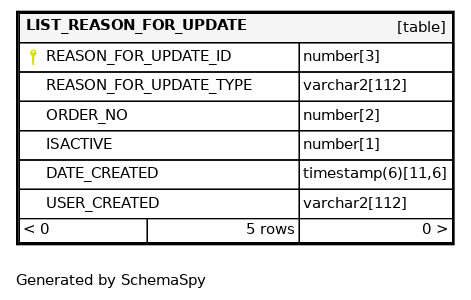 LIST_REASON_FOR_UPDATE [table]
REASON_FOR_UPDATE_ID number[3]
REASON_FOR_UPDATE_TYPE varchar2[112]
ORDER_NO number[2]
ISACTIVE number[1]
DATE_CREATED timestamp(6)[11,6]
USER_CREATED varchar2[112]
< 0 5 rows 0 >
Generated by SchemaSpy